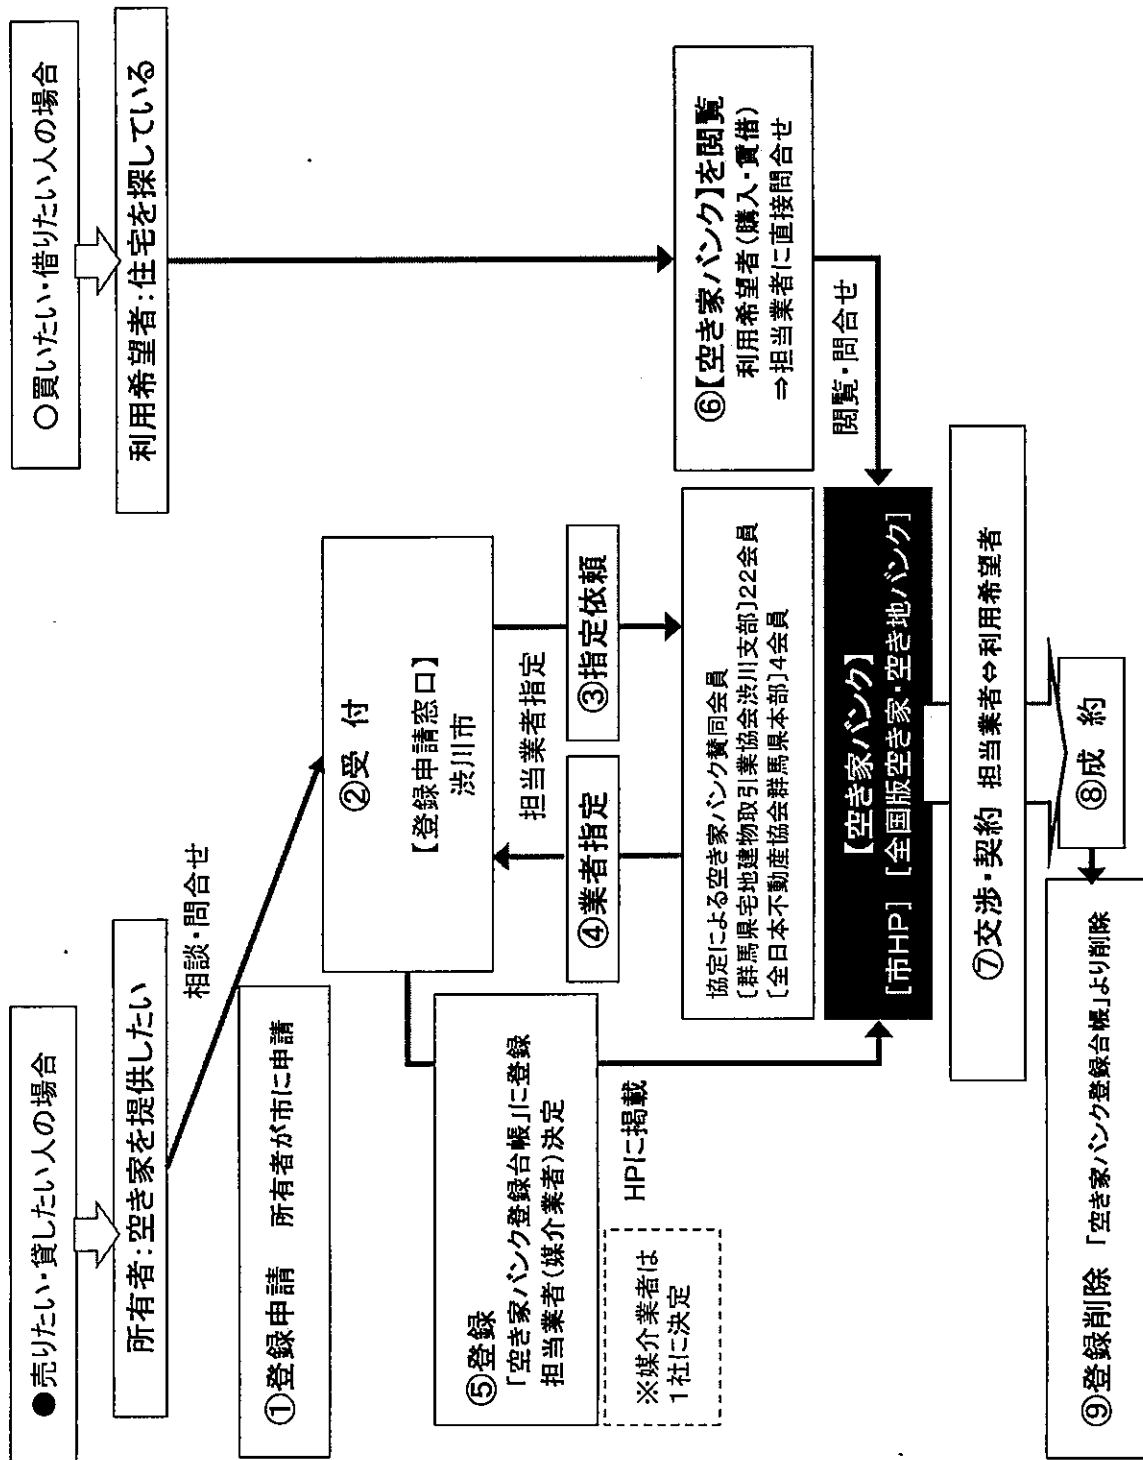 ●売りたい・貸したい人の場合
所有者：空き家を提供したい
相談・問合せ
①登録申請　所有者が市に申請
②受　付
【登録申請窓口】
渋川市
担当業者指定
③指定依頼
④業者指定
⑤登録
「空き家バンク登録台帳」に登録
担当業者（媒介業者）決定
※媒介業者は
１社に決定
HPに掲載
協定による空き家バンク賛同会員
〔群馬県宅地建物取引業協会渋川支部〕22会員
〔全日本不動産協会群馬県本部〕4会員
○買いたい・借りたい人の場合
利用希望者：住宅を探している
⑥【空き家バンク】を閲覧
利用希望者（購入・賃借）
⇒担当業者に直接問合せ
閲覧・問合せ
【空き家バンク】
［市HP］［全国版空き家・空き地バンク］
⑦交渉・契約　担当業者⇔利用希望者
⑧成　約
⑨登録削除　「空き家バンク登録台帳」より削除